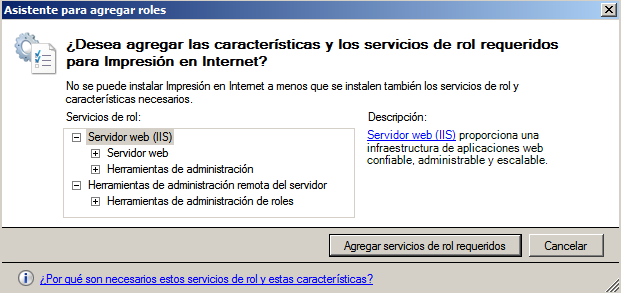 Asistente para agregar roles
¿Desea agregar las características y los servicios de rol requeridos
para Impresión en Internet?
No se puede instalar Impresión en Internet a menos que se instalen también los servicios de rol y
características necesarios.
Servicios de rol:
Servidor web (IIS)
Servidor web
Herramientas de administración
Herramientas de administración remota del servidor
Herramientas de administración de roles
Descripción:
Servidor web (IIS) proporciona una
infraestructura de aplicaciones web
confiable, administrable y escalable.
Agregar servicios de rol requeridos
Cancelar
¿Por qué son necesarios estos servicios de rol y estas características?